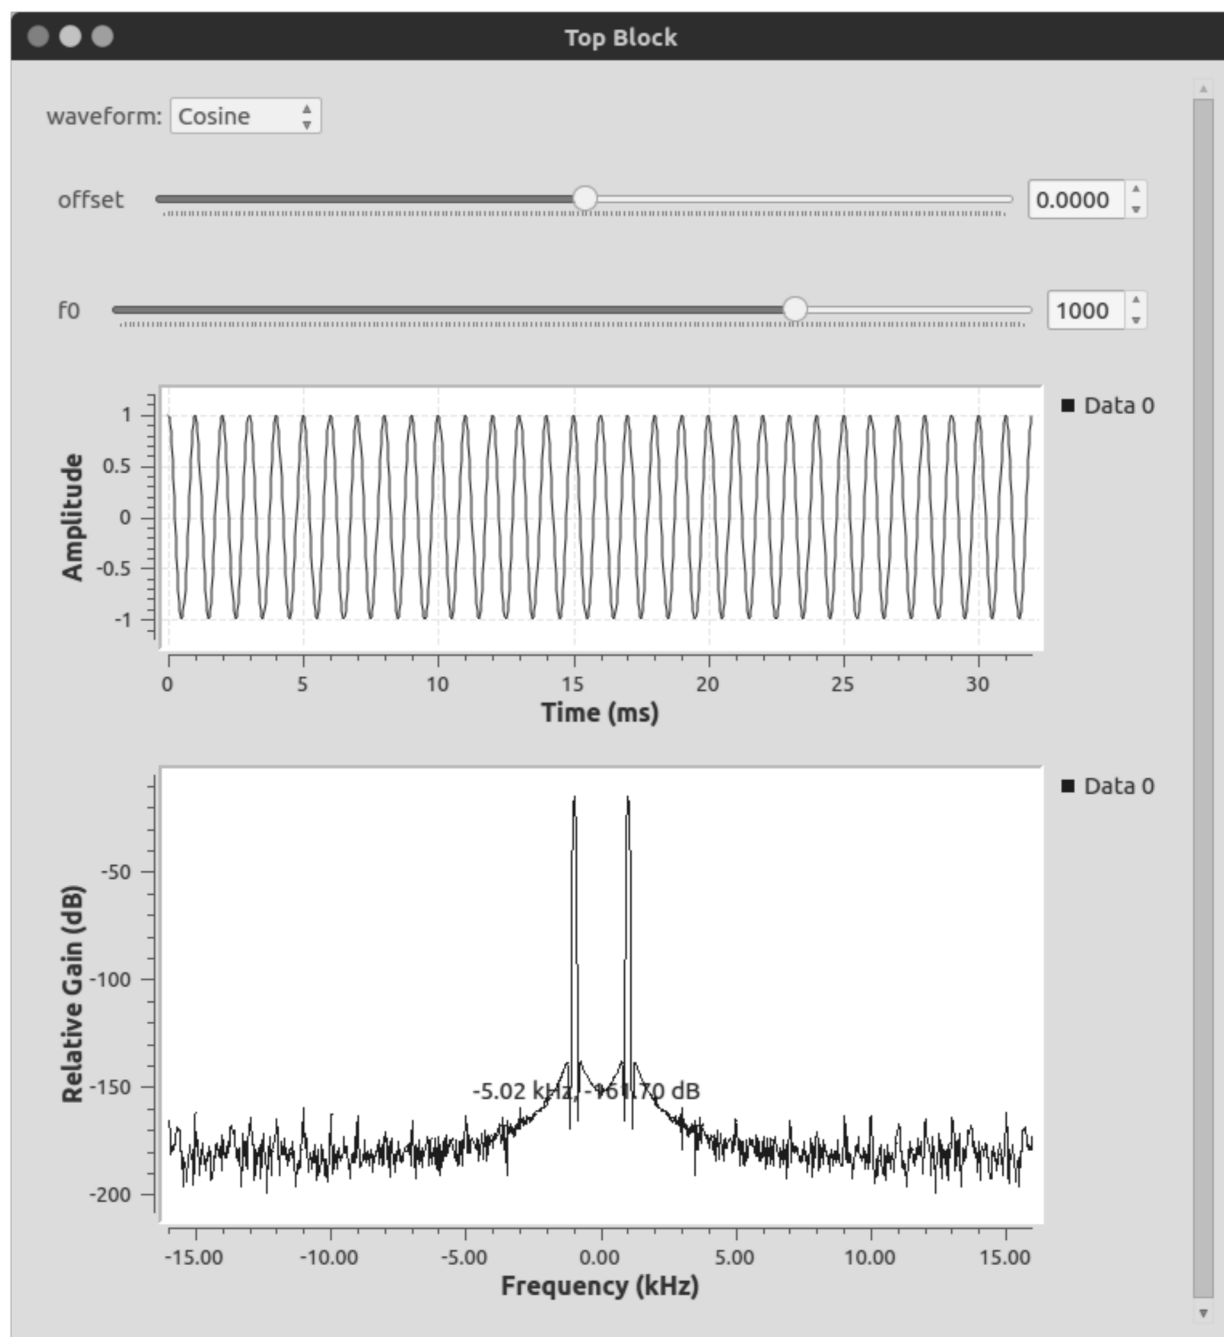 Top Block
waveform: Cosine
offset 0.0000
f0 1000
Data 0
1
0.5
0
-0.5
-1
Amplitude
0 5 10 15 20 25 30
Time (ms)
Data 0
-50
-100
-150
-200
Relative Gain (dB)
-5.02 kHz, -161.70 dB
-15.00 -10.00 -5.00 0.00 5.00 10.00 15.00
Frequency (kHz)